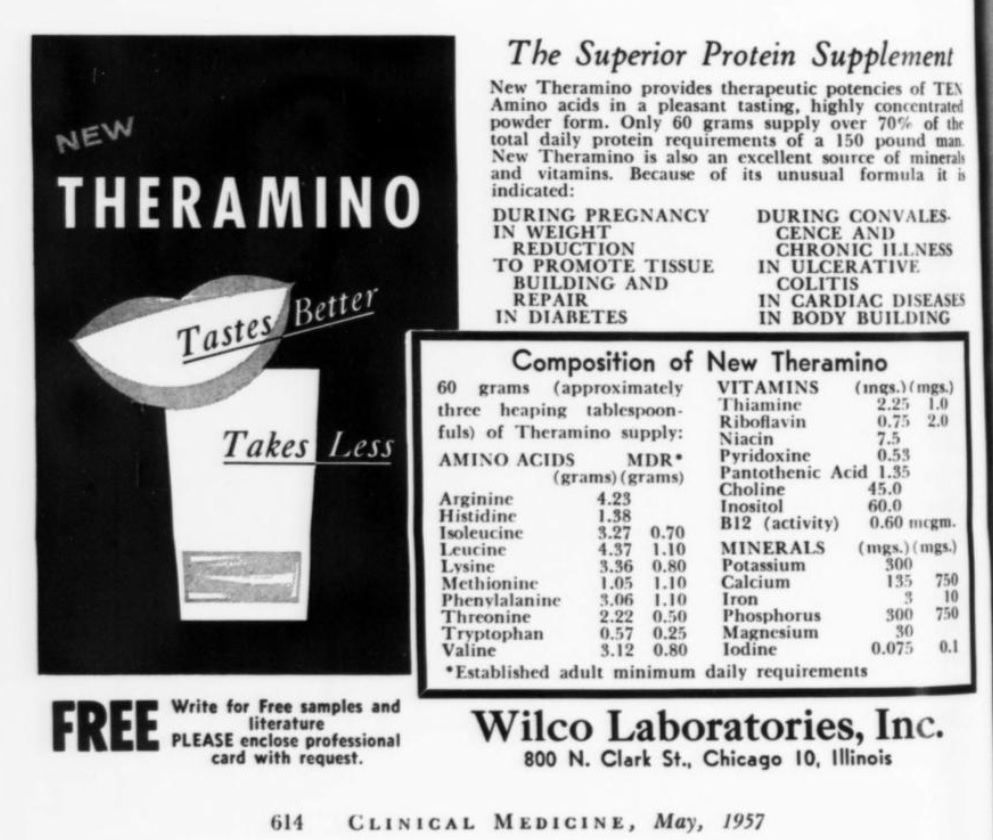 NEW
THERAMINO
Tastes Better
Takes Less
The Superior Protein Supplement
New Theramino provides therapeutic potencies of TEN
Amino acids in a pleasant tasting, highly concentrated
powder form. Only 60 grams supply over 70% of the
total daily protein requirements of a 150 pound man.
New Theramino is also an excellent source of minerals
and vitamins. Because of its unusual formula it is
indicated:
DURING PREGNANCY
IN WEIGHT
REDUCTION
TO PROMOTE TISSUE
BUILDING AND
REPAIR
IN DIABETES
DURING CONVALES-
CENCE AND
CHRONIC ILLNESS
IN ULCERATIVE
COLITIS
IN CARDIAC DISEASES
IN BODY BUILDING
Composition of New Theramino
60 grams (approximately
three heaping tablespoon-
fuls) of Theramino supply:
AMINO ACIDS MDR*
(grams) (grams)
Arginine 4.23
Histidine 1.38
Isoleucine 3.27 0.70
Leucine 4.37 1.10
Lysine 3.36 0.80
Methionine 1.05 1.10
Phenylalanine 3.06 1.10
Threonine 2.22 0.50
Tryptophan 0.57 0.25
Valine 3.12 0.80
VITAMINS (mgs.) (mgs.)
Thiamine 2.25 1.0
Riboflavin 0.75 2.0
Niacin 7.5
Pyridoxine 0.53
Pantothenic Acid 1.35
Choline 45.0
Inositol 60.0
B12 (activity) 0.60 mcgm.
MINERALS (mgs.) (mgs.)
Potassium 300
Calcium 135 750
Iron 3 10
Phosphorus 300 750
Magnesium 30
Iodine 0.075 0.1
*Established adult minimum daily requirements
FREE
Write for Free samples and
literature
PLEASE enclose professional
card with request.
Wilco Laboratories, Inc.
800 N. Clark St., Chicago 10, Illinois
614 CLINICAL MEDICINE, May, 1957